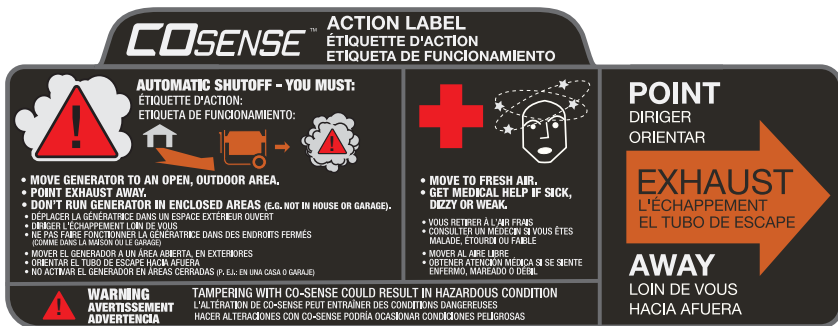 COSENSE™
ACTION LABEL
ÉTIQUETTE D'ACTION
ETIQUETA DE FUNCIONAMIENTO
AUTOMATIC SHUTOFF - YOU MUST:
ÉTIQUETTE D'ACTION:
ETIQUETA DE FUNCIONAMIENTO:
• MOVE GENERATOR TO AN OPEN, OUTDOOR AREA.
• POINT EXHAUST AWAY.
• DON'T RUN GENERATOR IN ENCLOSED AREAS (E.G. NOT IN HOUSE OR GARAGE).
• DÉPLACER LA GÉNÉRATRICE DANS UN ESPACE EXTÉRIEUR OUVERT
• DIRIGER L'ÉCHAPPEMENT LOIN DE VOUS
• NE PAS FAIRE FONCTIONNER LA GÉNÉRATRICE DANS DES ENDROITS FERMÉS
(COMME DANS LA MAISON OU LE GARAGE)
• MOVER EL GENERADOR A UN ÁREA ABIERTA, EN EXTERIORES
• ORIENTAR EL TUBO DE ESCAPE HACIA AFUERA
• NO ACTIVAR EL GENERADOR EN ÁREAS CERRADAS (P. EJ.: EN UNA CASA O GARAJE)
• MOVE TO FRESH AIR.
• GET MEDICAL HELP IF SICK,
DIZZY OR WEAK.
• VOUS RETIRER À L'AIR FRAIS
• CONSULTER UN MÉDECIN SI VOUS ÊTES
MALADE, ÉTOURDI OU FAIBLE
• MOVER AL AIRE LIBRE
• OBTENER ATENCIÓN MÉDICA SI SE SIENTE
ENFERMO, MAREADO O DÉBIL
POINT
DIRIGER
ORIENTAR
EXHAUST
L'ÉCHAPPEMENT
EL TUBO DE ESCAPE
AWAY
LOIN DE VOUS
HACIA AFUERA
WARNING
AVERTISSEMENT
ADVERTENCIA
TAMPERING WITH CO-SENSE COULD RESULT IN HAZARDOUS CONDITION
L'ALTÉRATION DE CO-SENSE PEUT ENTRAÎNER DES CONDITIONS DANGEREUSES
HACER ALTERACIONES CON CO-SENSE PODRÍA OCASIONAR CONDICIONES PELIGROSAS